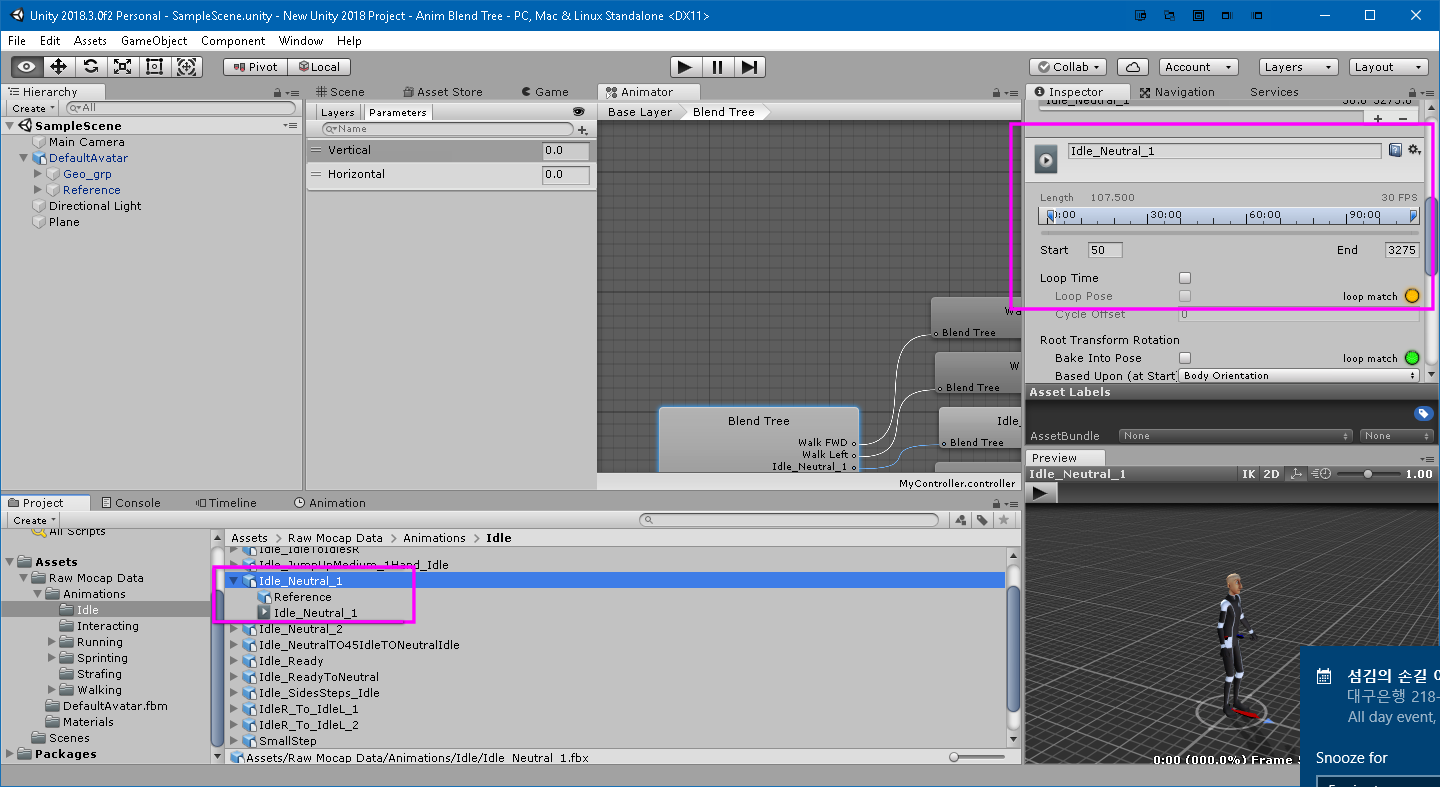 Unity 2018.3.0f2 Personal - SampleScene.unity - New Unity 2018 Project - Anim Blend Tree - PC, Mac & Linux Standalone <DX11>
File Edit Assets GameObject Component Window Help
Pivot Local Collab Account Layers Layout
Hierarchy
Create All
SampleScene
Main Camera
DefaultAvatar
Geo_grp
Reference
Directional Light
Plane
Scene Asset Store Game
Layers Parameters
Name
Vertical 0.0
Horizontal 0.0
Animator
Base Layer Blend Tree
Blend Tree
Blend Tree
Idle_
Blend Tree
Blend Tree
Walk FWD
Walk Left
Idle_Neutral_1
MyController.controller
Inspector Navigation Services
Idle_Neutral_1 50.0 3275.0
Idle_Neutral_1
Length 107.500 30 FPS
0:00 30:00 60:00 90:00
Start 50 End 3275
Loop Time
Loop Pose loop match
Cycle Offset 0
Root Transform Rotation
Bake Into Pose loop match
Based Upon (at Start) Body Orientation
Asset Labels
AssetBundle None None
Preview
Idle_Neutral_1 IK 2D 1.00
0:00 (000.0%) Frame
Project Console Timeline Animation
Create
All Scripts
Assets
Raw Mocap Data
Animations
Idle
Interacting
Running
Sprinting
Strafing
Walking
DefaultAvatar.fbm
Materials
Scenes
Packages
Assets > Raw Mocap Data > Animations > Idle
Idle_IdleToIdlesR
Idle_JumpUpMedium_1Hand_Idle
Idle_Neutral_1
Reference
Idle_Neutral_1
Idle_Neutral_2
Idle_NeutralTO45IdleTONeutralIdle
Idle_Ready
Idle_ReadyToNeutral
Idle_SidesSteps_Idle
IdleR_To_IdleL_1
IdleR_To_IdleL_2
SmallStep
Assets/Raw Mocap Data/Animations/Idle/Idle_Neutral_1.fbx
섬김의 손길
대구은행 218-
All day event,
Snooze for